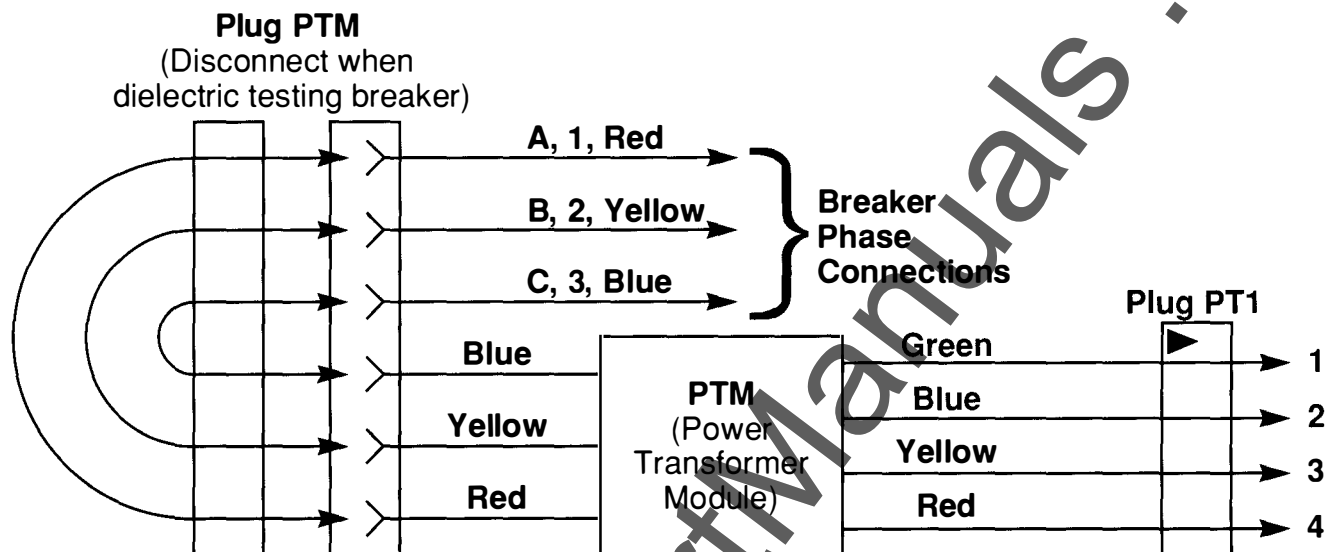 Plug PTM
(Disconnect when
dielectric testing breaker)
A, 1, Red
B, 2, Yellow
C, 3, Blue
Breaker
Phase
Connections
Blue
Yellow
Red
PTM
(Power
Transformer
Module)
Plug PT1
Green
1
Blue
2
Yellow
3
Red
4